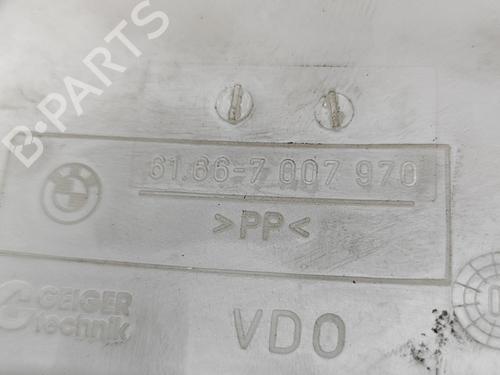 B-PARTS
61.66-7 007 970
>PP<
GEIGER
technik
VDO